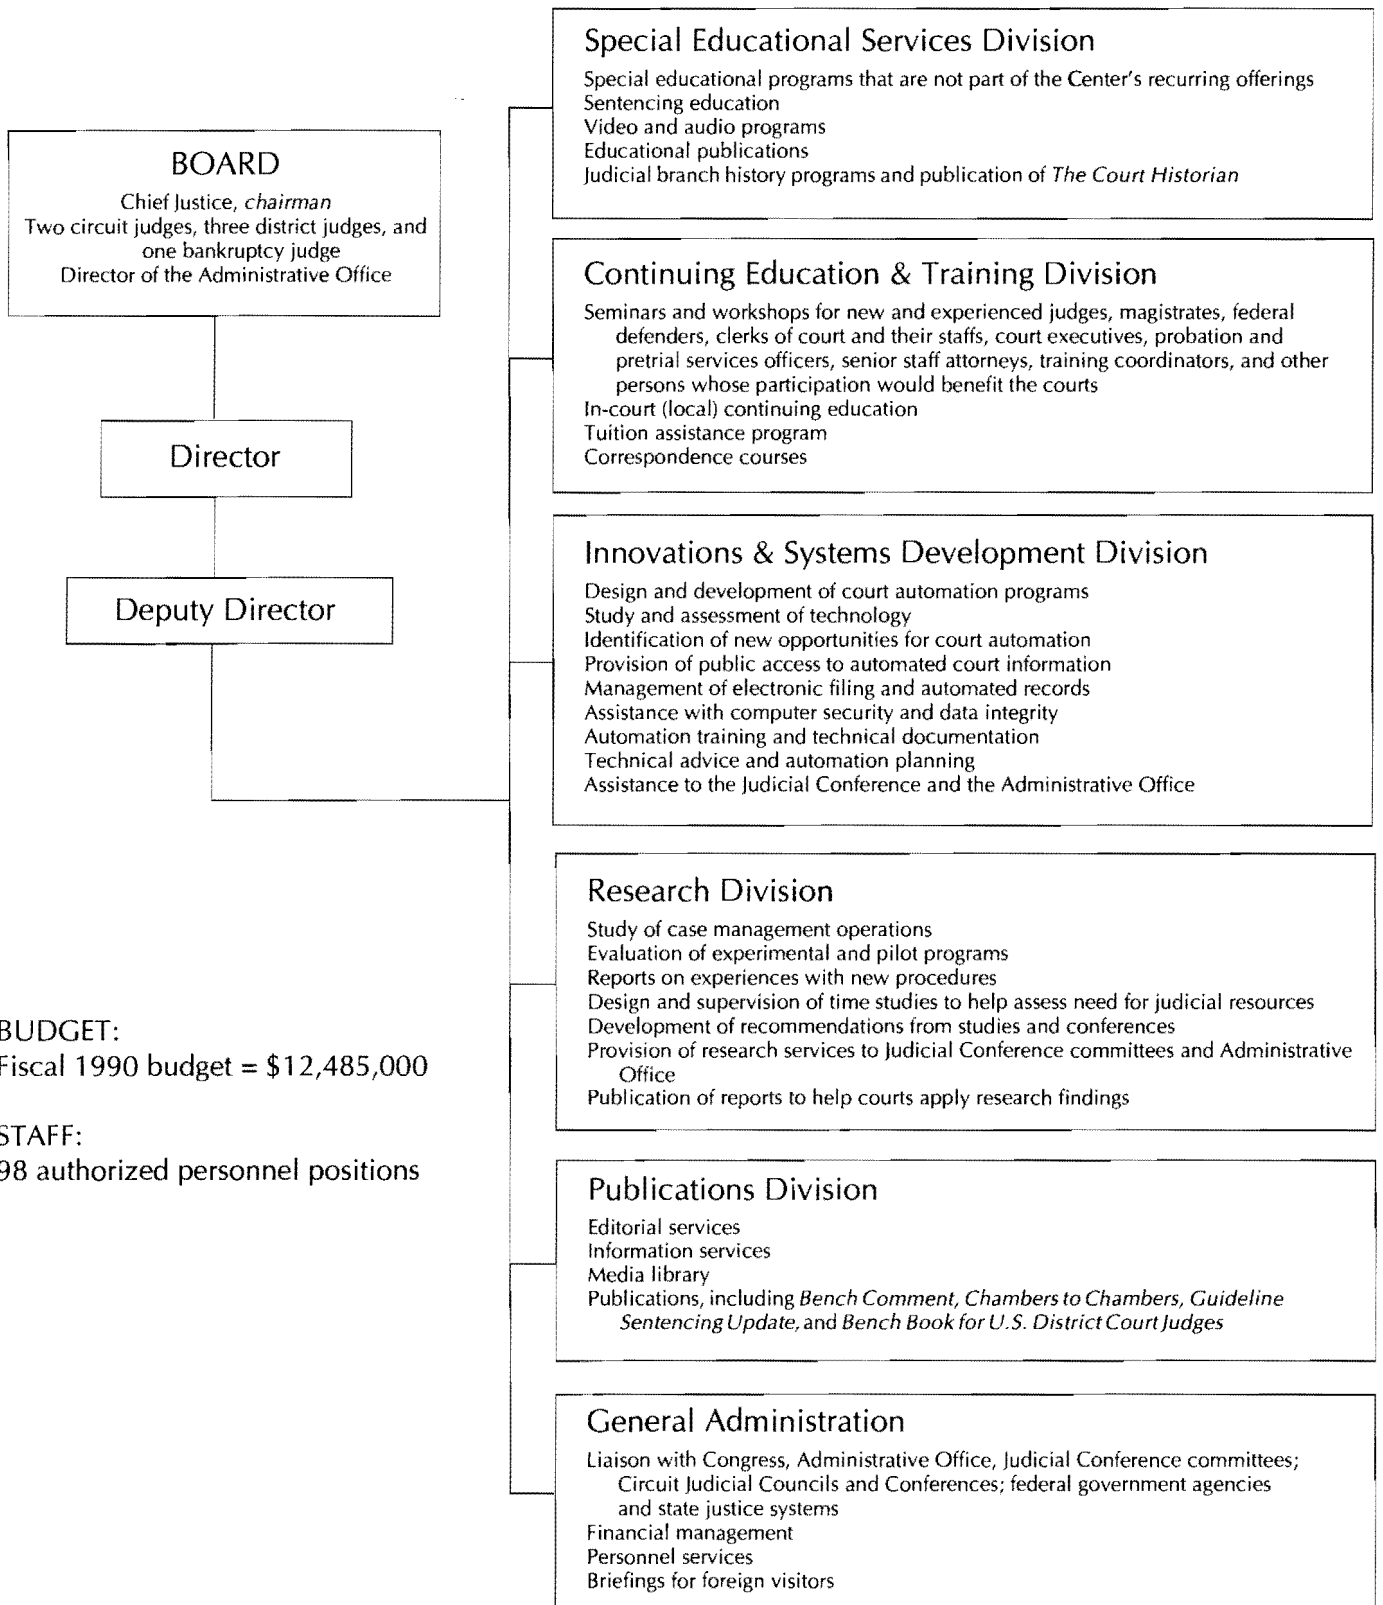 BOARD
Chief Justice, chairman
Two circuit judges, three district judges, and
one bankruptcy judge
Director of the Administrative Office
Director
Deputy Director
BUDGET:
Fiscal 1990 budget = $12,485,000
STAFF:
98 authorized personnel positions
Special Educational Services Division
Special educational programs that are not part of the Center's recurring offerings
Sentencing education
Video and audio programs
Educational publications
Judicial branch history programs and publication of The Court Historian
Continuing Education & Training Division
Seminars and workshops for new and experienced judges, magistrates, federal
defenders, clerks of court and their staffs, court executives, probation and
pretrial services officers, senior staff attorneys, training coordinators, and other
persons whose participation would benefit the courts
In-court (local) continuing education
Tuition assistance program
Correspondence courses
Innovations & Systems Development Division
Design and development of court automation programs
Study and assessment of technology
Identification of new opportunities for court automation
Provision of public access to automated court information
Management of electronic filing and automated records
Assistance with computer security and data integrity
Automation training and technical documentation
Technical advice and automation planning
Assistance to the Judicial Conference and the Administrative Office
Research Division
Study of case management operations
Evaluation of experimental and pilot programs
Reports on experiences with new procedures
Design and supervision of time studies to help assess need for judicial resources
Development of recommendations from studies and conferences
Provision of research services to Judicial Conference committees and Administrative
Office
Publication of reports to help courts apply research findings
Publications Division
Editorial services
Information services
Media library
Publications, including Bench Comment, Chambers to Chambers, Guideline
Sentencing Update, and Bench Book for U.S. District Court Judges
General Administration
Liaison with Congress, Administrative Office, Judicial Conference committees;
Circuit Judicial Councils and Conferences; federal government agencies
and state justice systems
Financial management
Personnel services
Briefings for foreign visitors